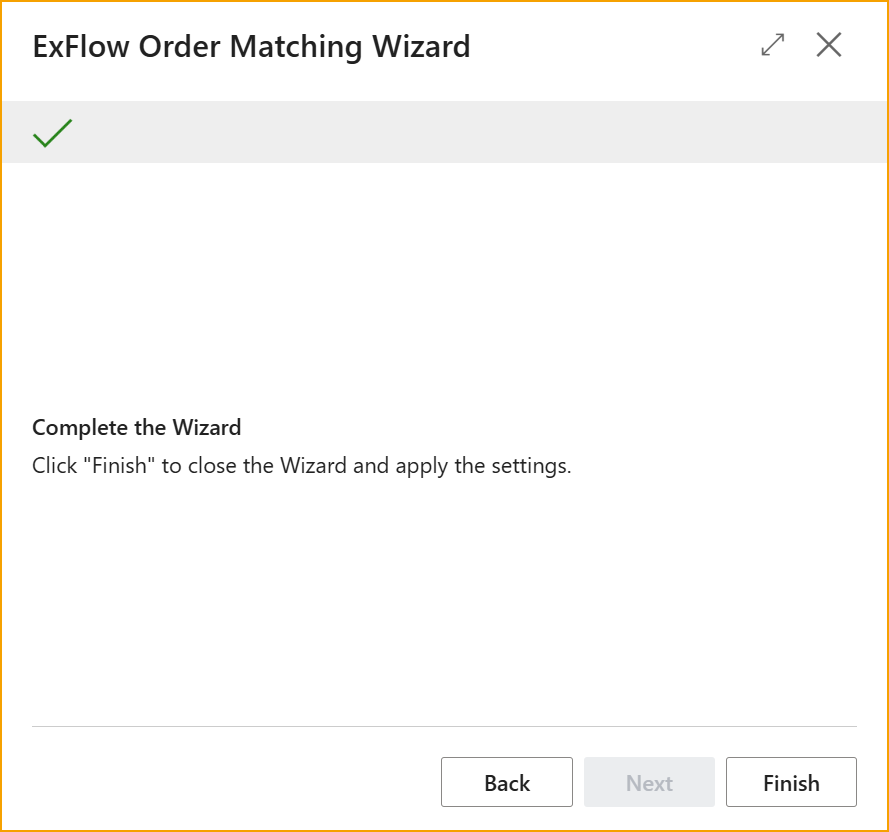 ExFlow Order Matching Wizard
Complete the Wizard
Click "Finish" to close the Wizard and apply the settings.
Back
Next
Finish